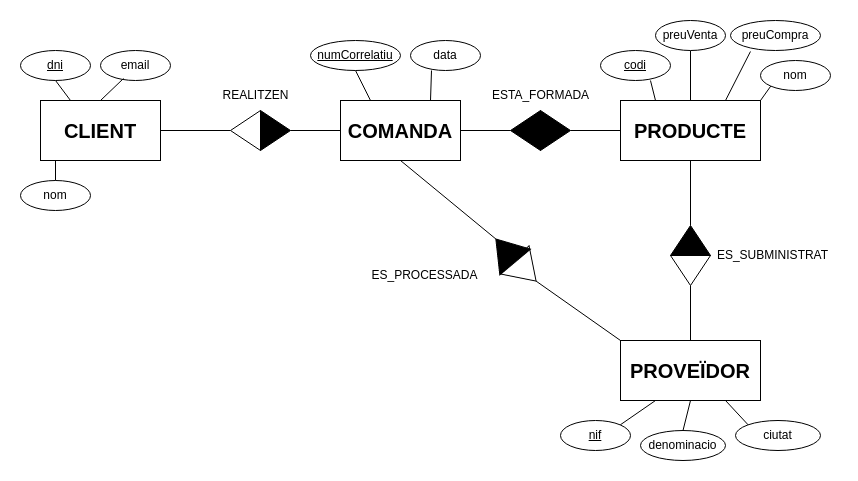 preuVenta
preuCompra
numCorrelatiu
data
dni
email
codi
nom
REALITZEN
ESTA_FORMADA
CLIENT
COMANDA
PRODUCTE
nom
ES_PROCESSADA
ES_SUBMINISTRAT
PROVEÏDOR
nif
denominacio
ciutat